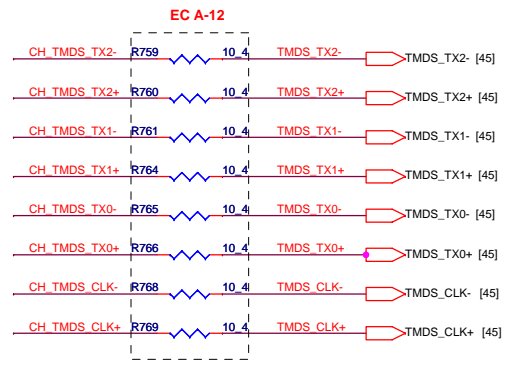 EC A-12
CH_TMDS_TX2- R759 10_4 TMDS_TX2- TMDS_TX2- [45]
CH_TMDS_TX2+ R760 10_4 TMDS_TX2+ TMDS_TX2+ [45]
CH_TMDS_TX1- R761 10_4 TMDS_TX1- TMDS_TX1- [45]
CH_TMDS_TX1+ R764 10_4 TMDS_TX1+ TMDS_TX1+ [45]
CH_TMDS_TX0- R765 10_4 TMDS_TX0- TMDS_TX0- [45]
CH_TMDS_TX0+ R766 10_4 TMDS_TX0+ TMDS_TX0+ [45]
CH_TMDS_CLK- R768 10_4 TMDS_CLK- TMDS_CLK- [45]
CH_TMDS_CLK+ R769 10_4 TMDS_CLK+ TMDS_CLK+ [45]